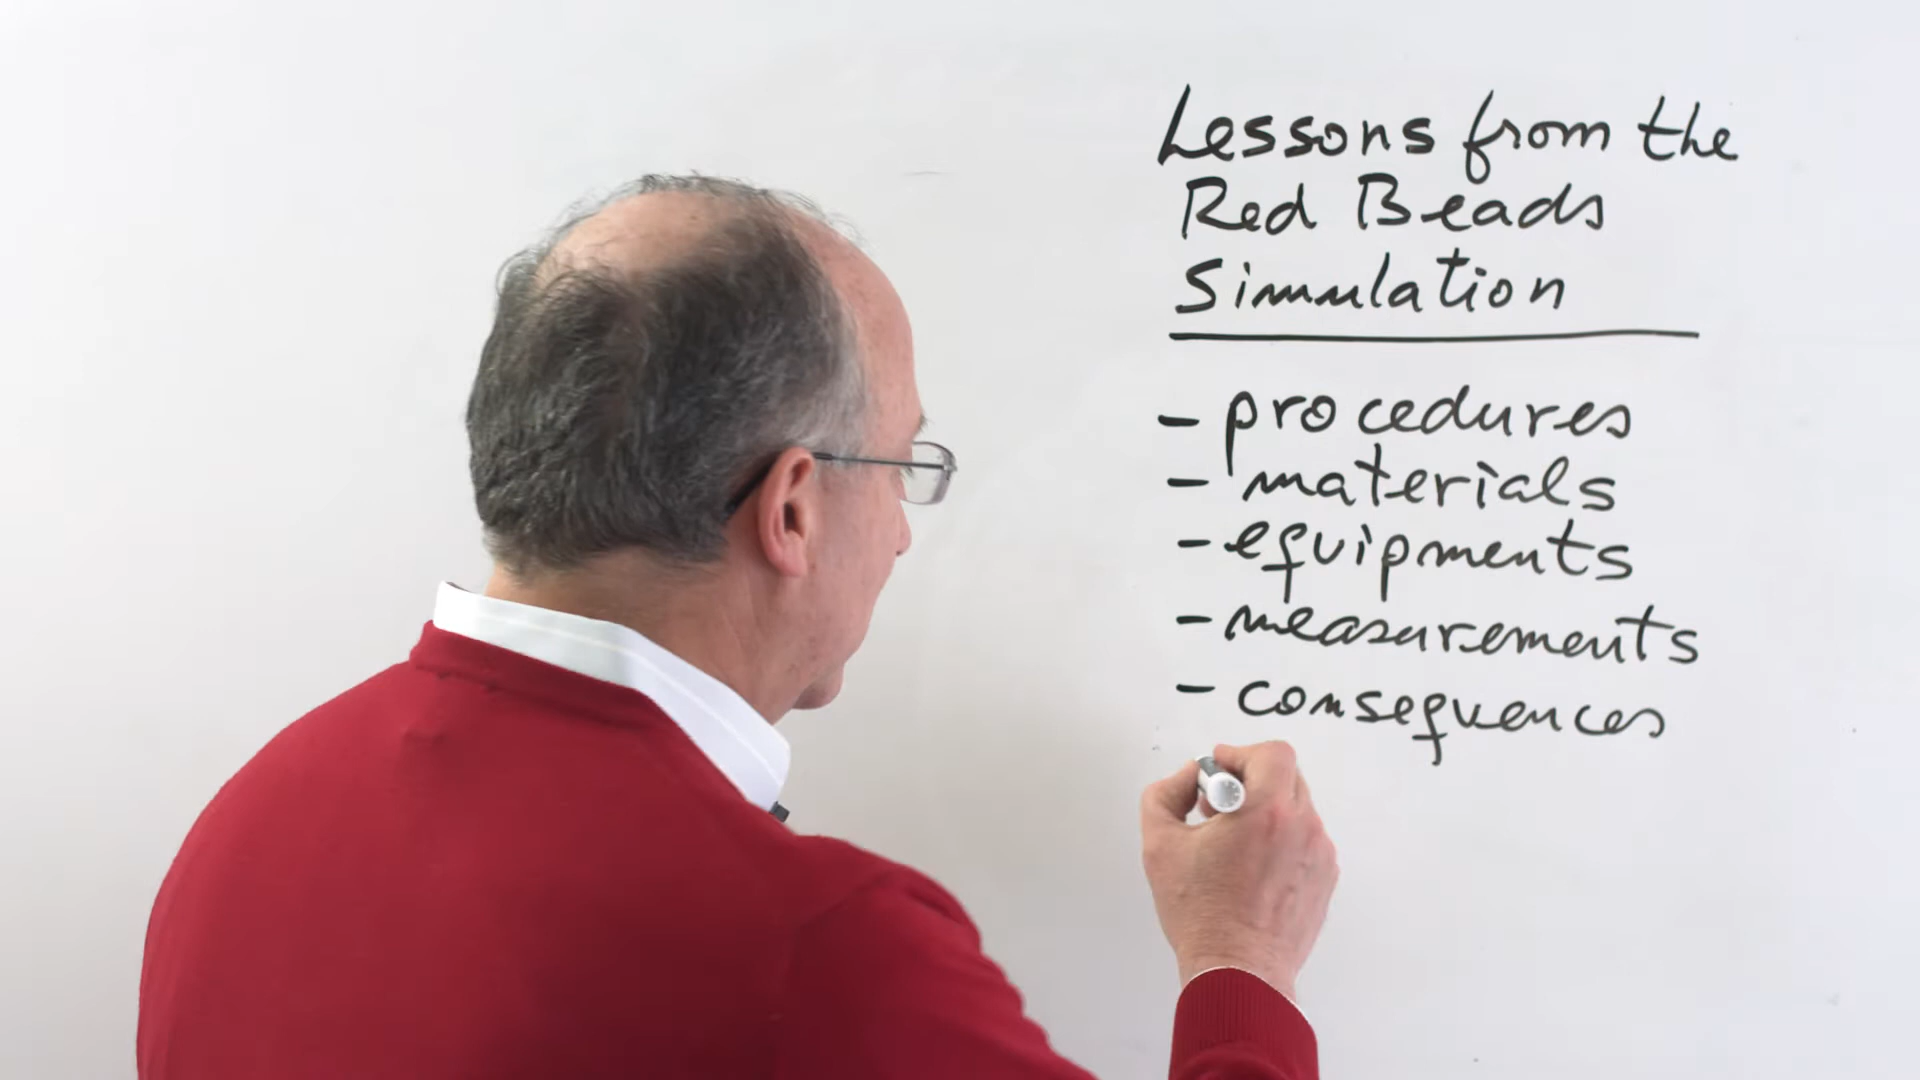 Lessons from the
Red Beads
Simulation
- procedures
- materials
- equipments
- measurements
- consequences